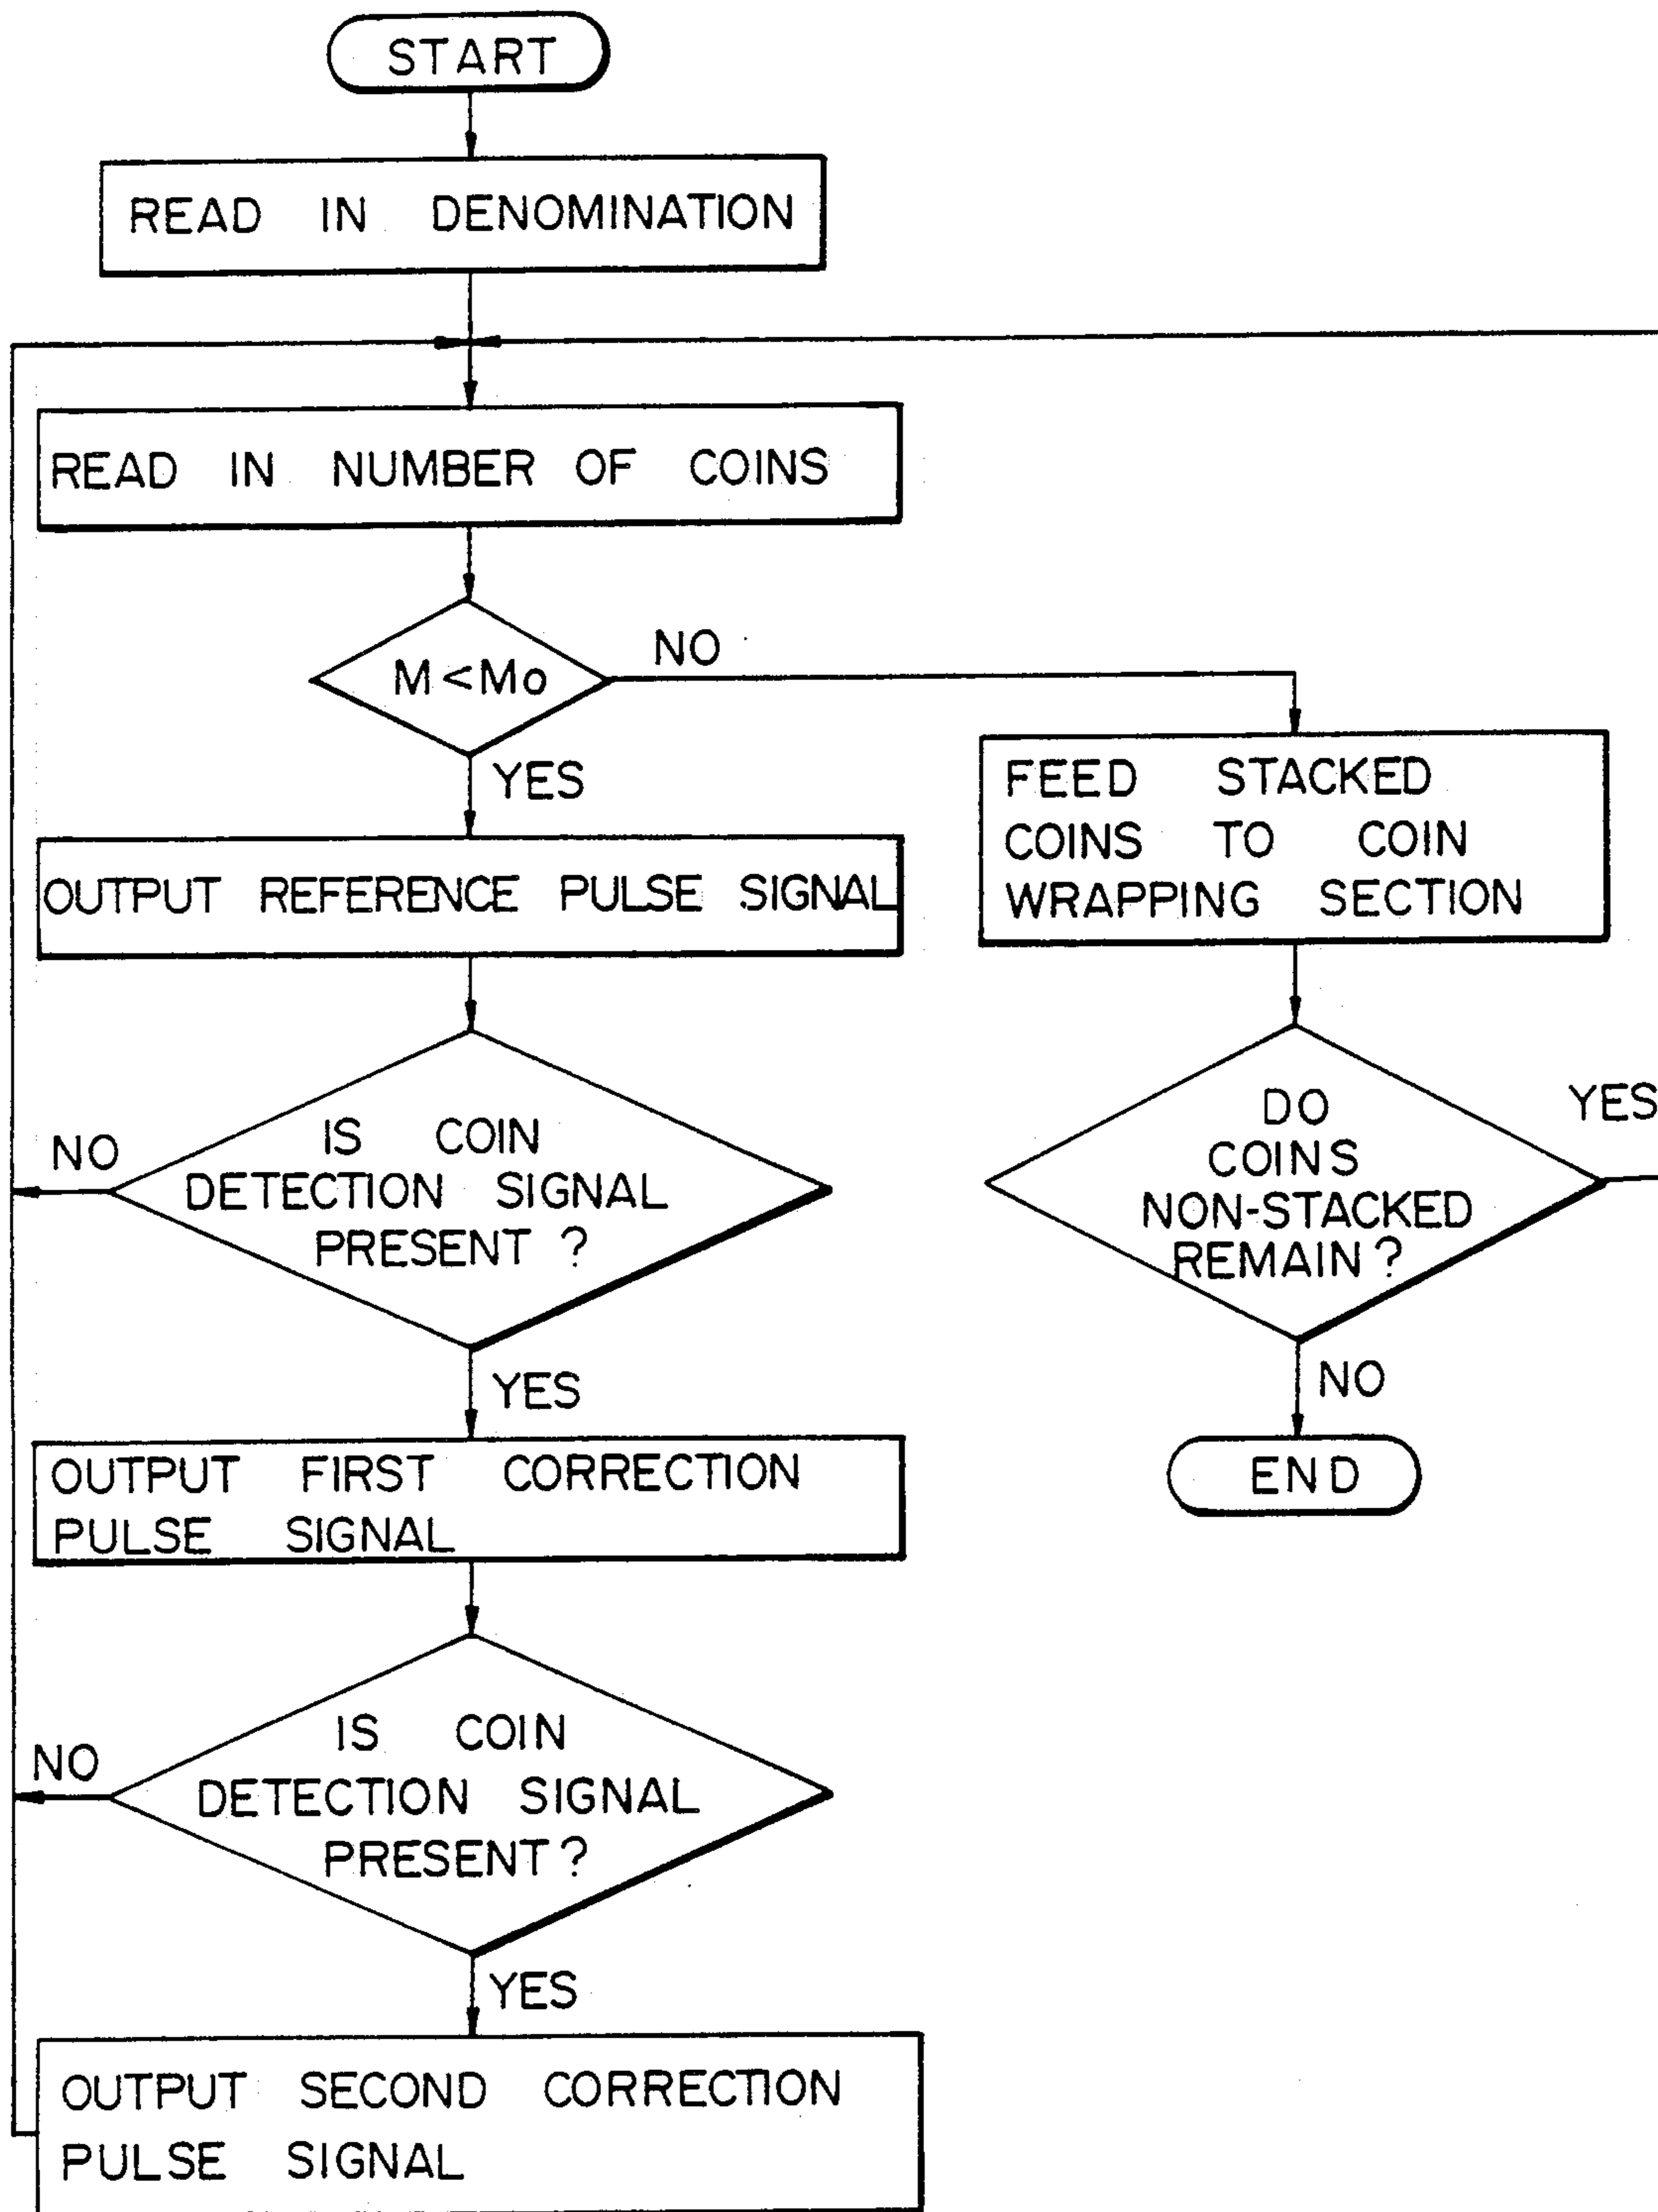 START
READ IN DENOMINATION
READ IN NUMBER OF COINS
M<Mo
NO
YES
OUTPUT REFERENCE PULSE SIGNAL
FEED STACKED
COINS TO COIN
WRAPPING SECTION
IS COIN
DETECTION SIGNAL
PRESENT ?
NO
YES
DO
COINS
NON-STACKED
REMAIN ?
YES
NO
END
OUTPUT FIRST CORRECTION
PULSE SIGNAL
IS COIN
DETECTION SIGNAL
PRESENT ?
NO
YES
OUTPUT SECOND CORRECTION
PULSE SIGNAL